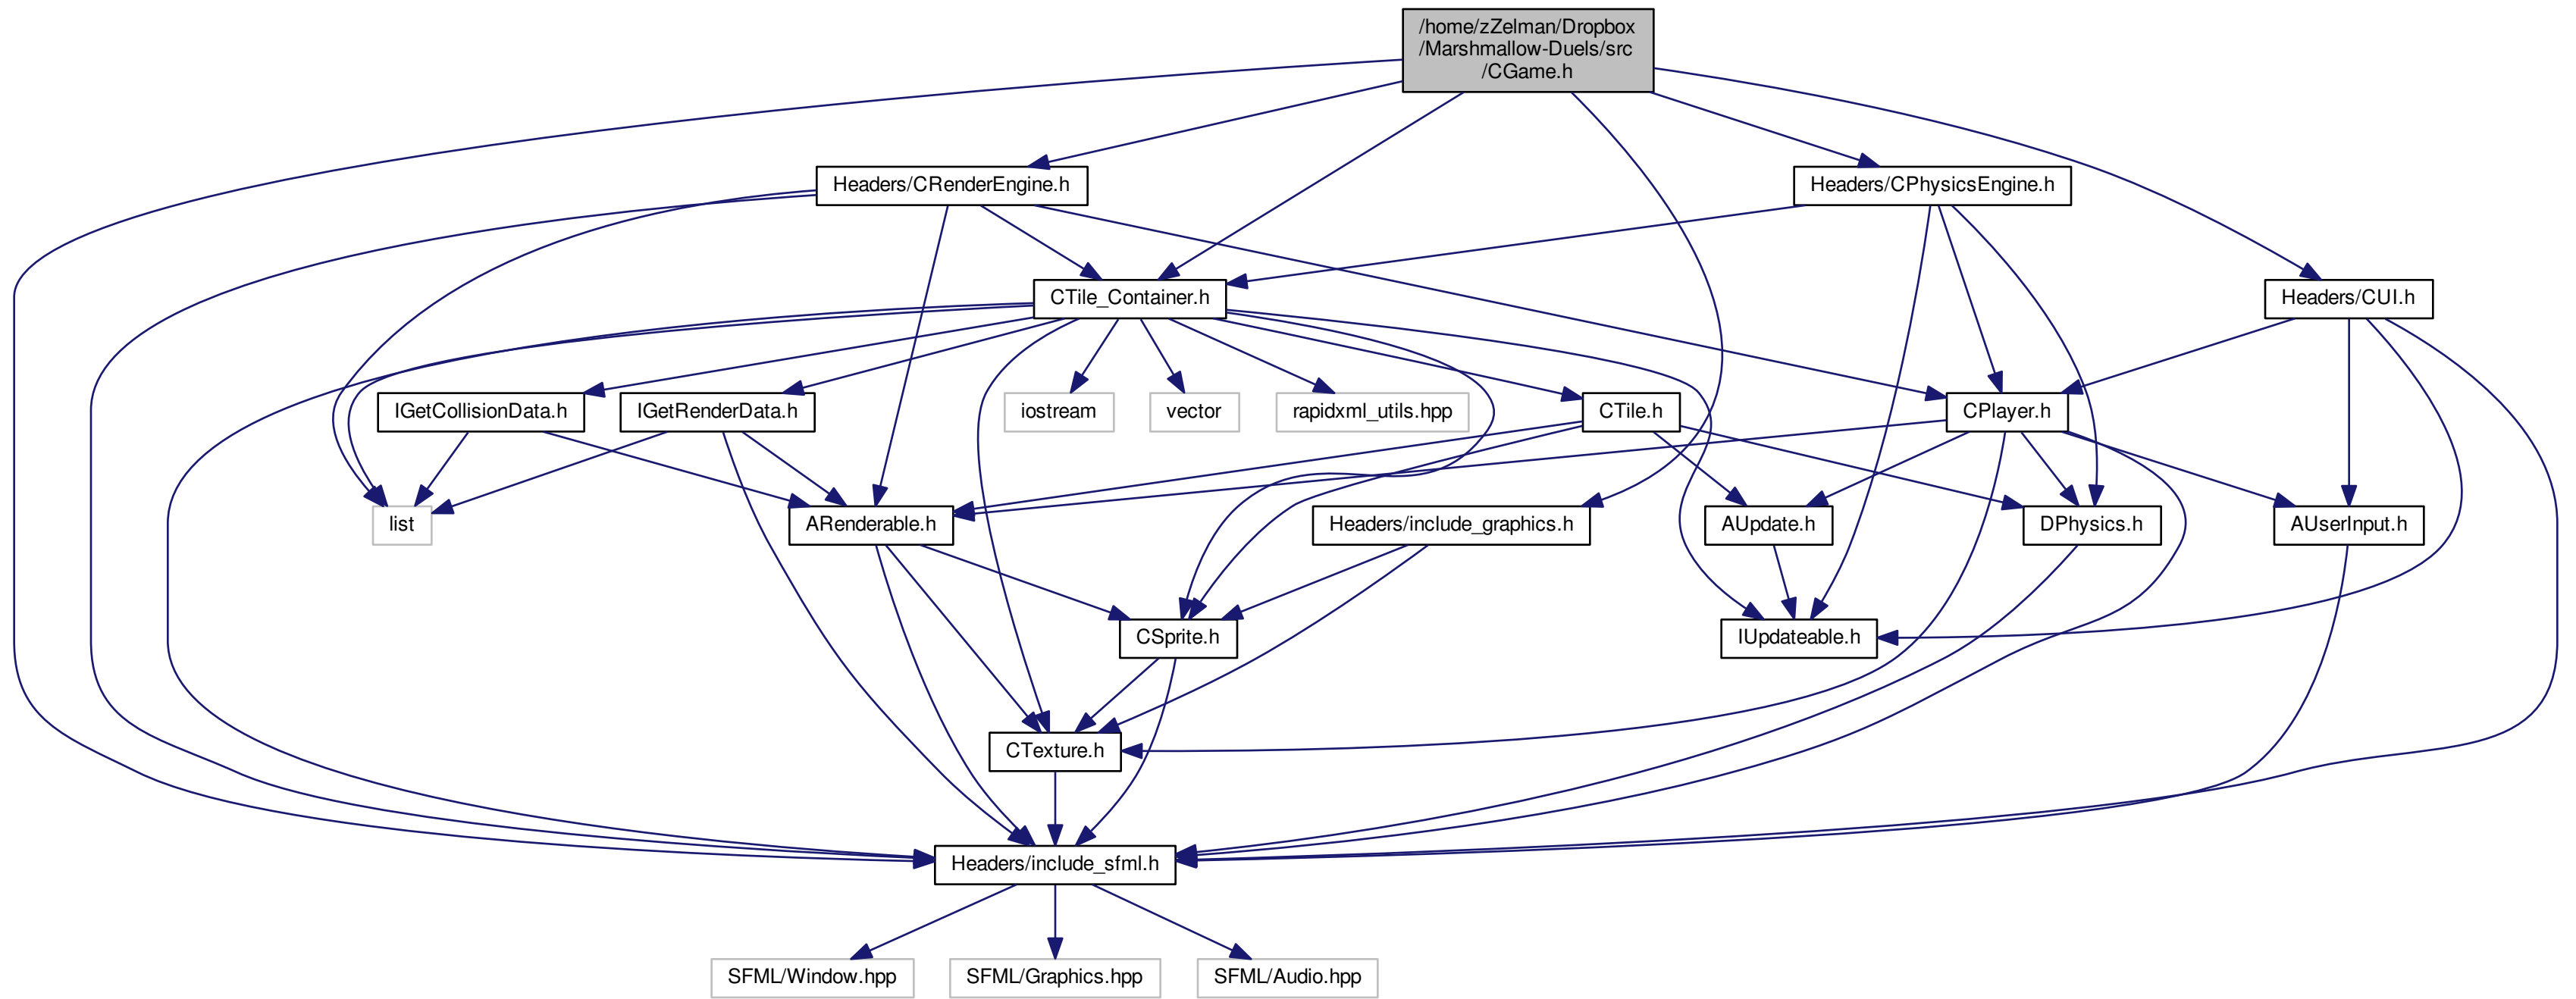 /home/zZelman/Dropbox
/Marshmallow-Duels/src
/CGame.h
Headers/CRenderEngine.h
Headers/CPhysicsEngine.h
CTile_Container.h
Headers/CUI.h
IGetCollisionData.h
IGetRenderData.h
iostream
vector
rapidxml_utils.hpp
CTile.h
CPlayer.h
list
ARenderable.h
Headers/include_graphics.h
AUpdate.h
DPhysics.h
AUserInput.h
CSprite.h
IUpdateable.h
CTexture.h
Headers/include_sfml.h
SFML/Window.hpp
SFML/Graphics.hpp
SFML/Audio.hpp